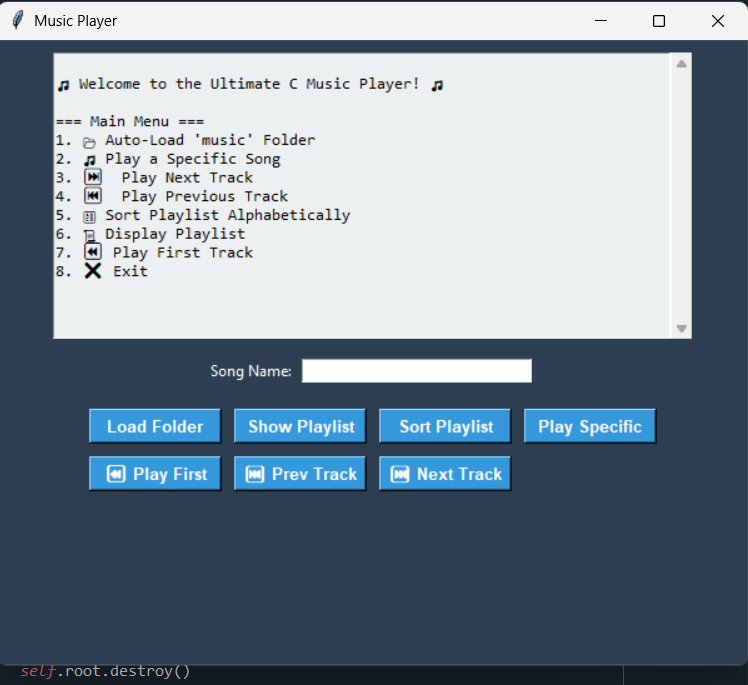 Music Player
🎵 Welcome to the Ultimate C Music Player! 🎵
=== Main Menu ===
1. 📂 Auto-Load 'music' Folder
2. 🎵 Play a Specific Song
3. ⏭ Play Next Track
4. ⏮ Play Previous Track
5. 🔠 Sort Playlist Alphabetically
6. 📜 Display Playlist
7. ⏪ Play First Track
8. ❌ Exit
Song Name:
Load Folder Show Playlist Sort Playlist Play Specific
⏪ Play First ⏮ Prev Track ⏭ Next Track
self.root.destroy()